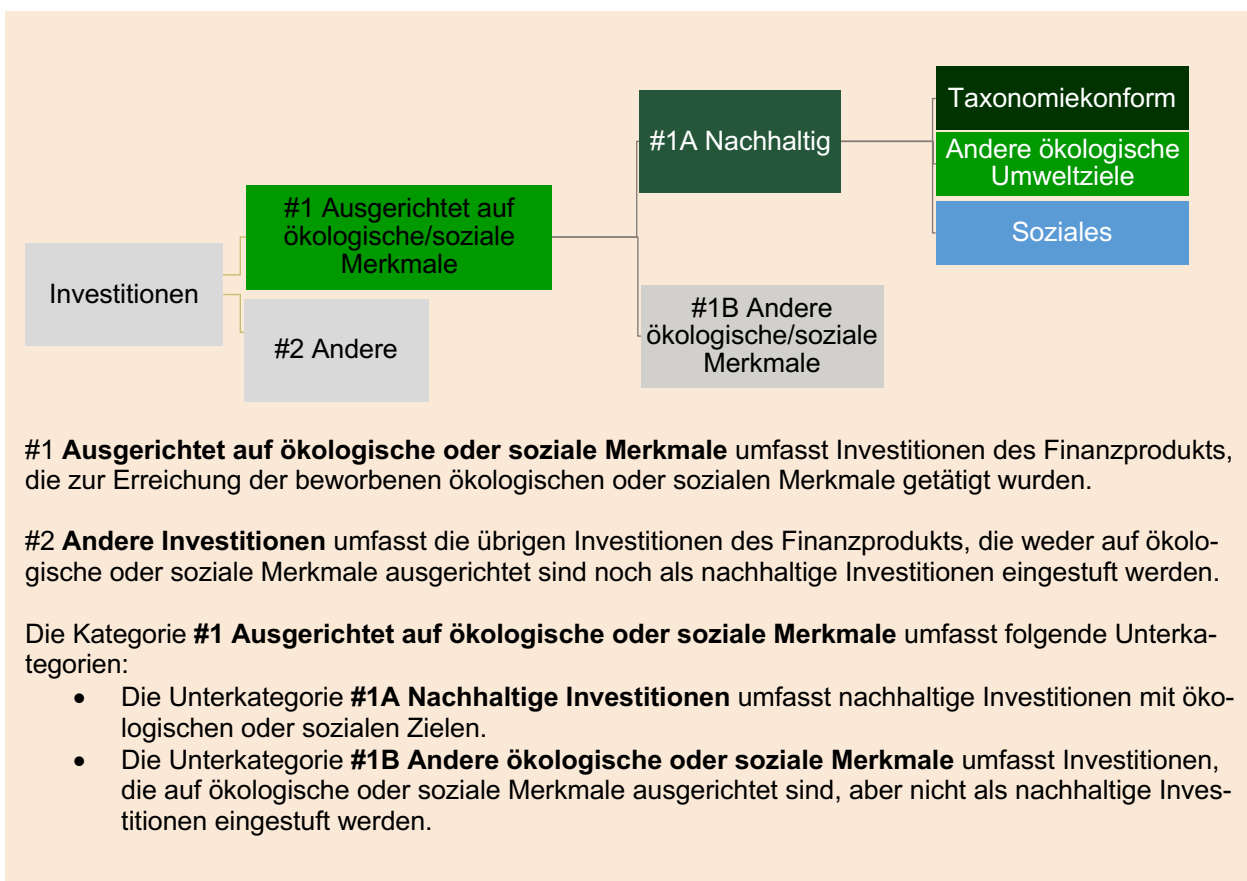 Taxonomiekonform
#1A Nachhaltig
Andere ökologische
Umweltziele
#1 Ausgerichtet auf
ökologische/soziale
Merkmale
Soziales
Investitionen
#1B Andere
ökologische/soziale
Merkmale
#2 Andere
#1 Ausgerichtet auf ökologische oder soziale Merkmale umfasst Investitionen des Finanzprodukts,
die zur Erreichung der beworbenen ökologischen oder sozialen Merkmale getätigt wurden.
#2 Andere Investitionen umfasst die übrigen Investitionen des Finanzprodukts, die weder auf ökolo-
gische oder soziale Merkmale ausgerichtet sind noch als nachhaltige Investitionen eingestuft werden.
Die Kategorie #1 Ausgerichtet auf ökologische oder soziale Merkmale umfasst folgende Unterka-
tegorien:
• Die Unterkategorie #1A Nachhaltige Investitionen umfasst nachhaltige Investitionen mit öko-
logischen oder sozialen Zielen.
• Die Unterkategorie #1B Andere ökologische oder soziale Merkmale umfasst Investitionen,
die auf ökologische oder soziale Merkmale ausgerichtet sind, aber nicht als nachhaltige Inves-
titionen eingestuft werden.